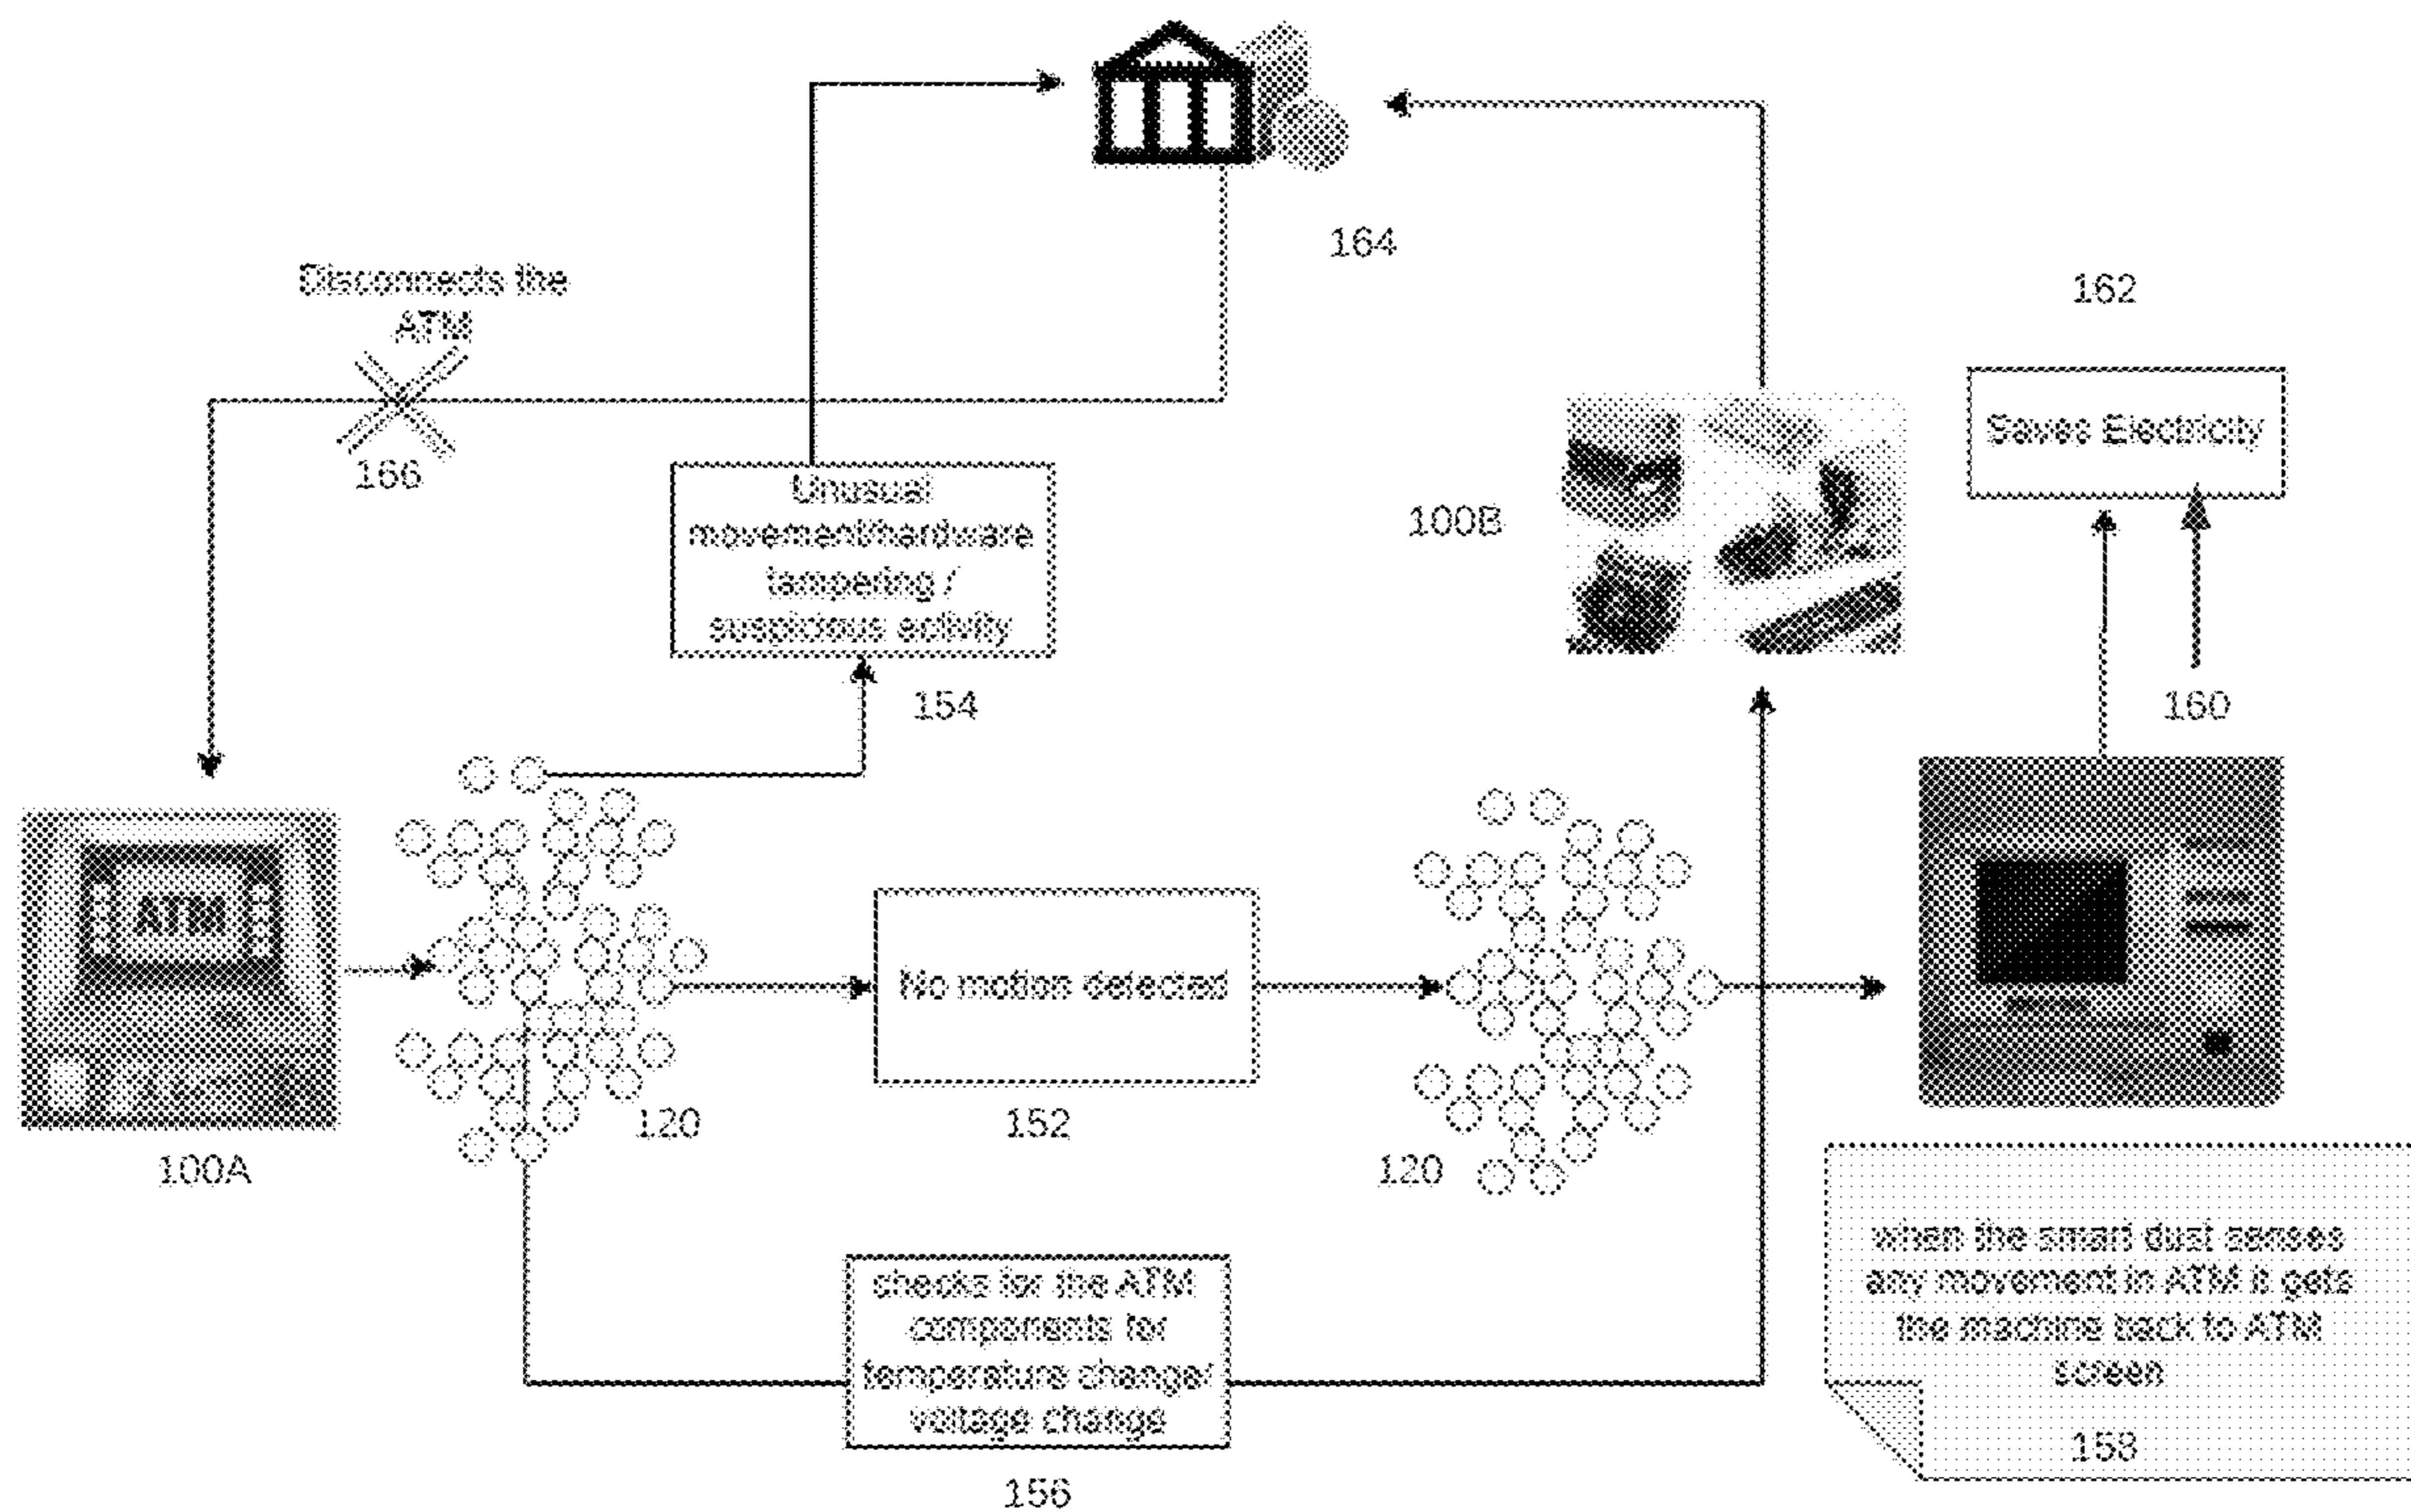 164
Disconnects the
ATM
166
162
Saves Electricity
Unusual
movement/hardware
tampering /
suspicious activity
154
100B
160
ATM
100A
120
No motion detected
152
120
checks for the ATM
components for
temperature change/
voltage change
156
when the smart dust senses
any movement in ATM it gets
the machine back to ATM
screen
158